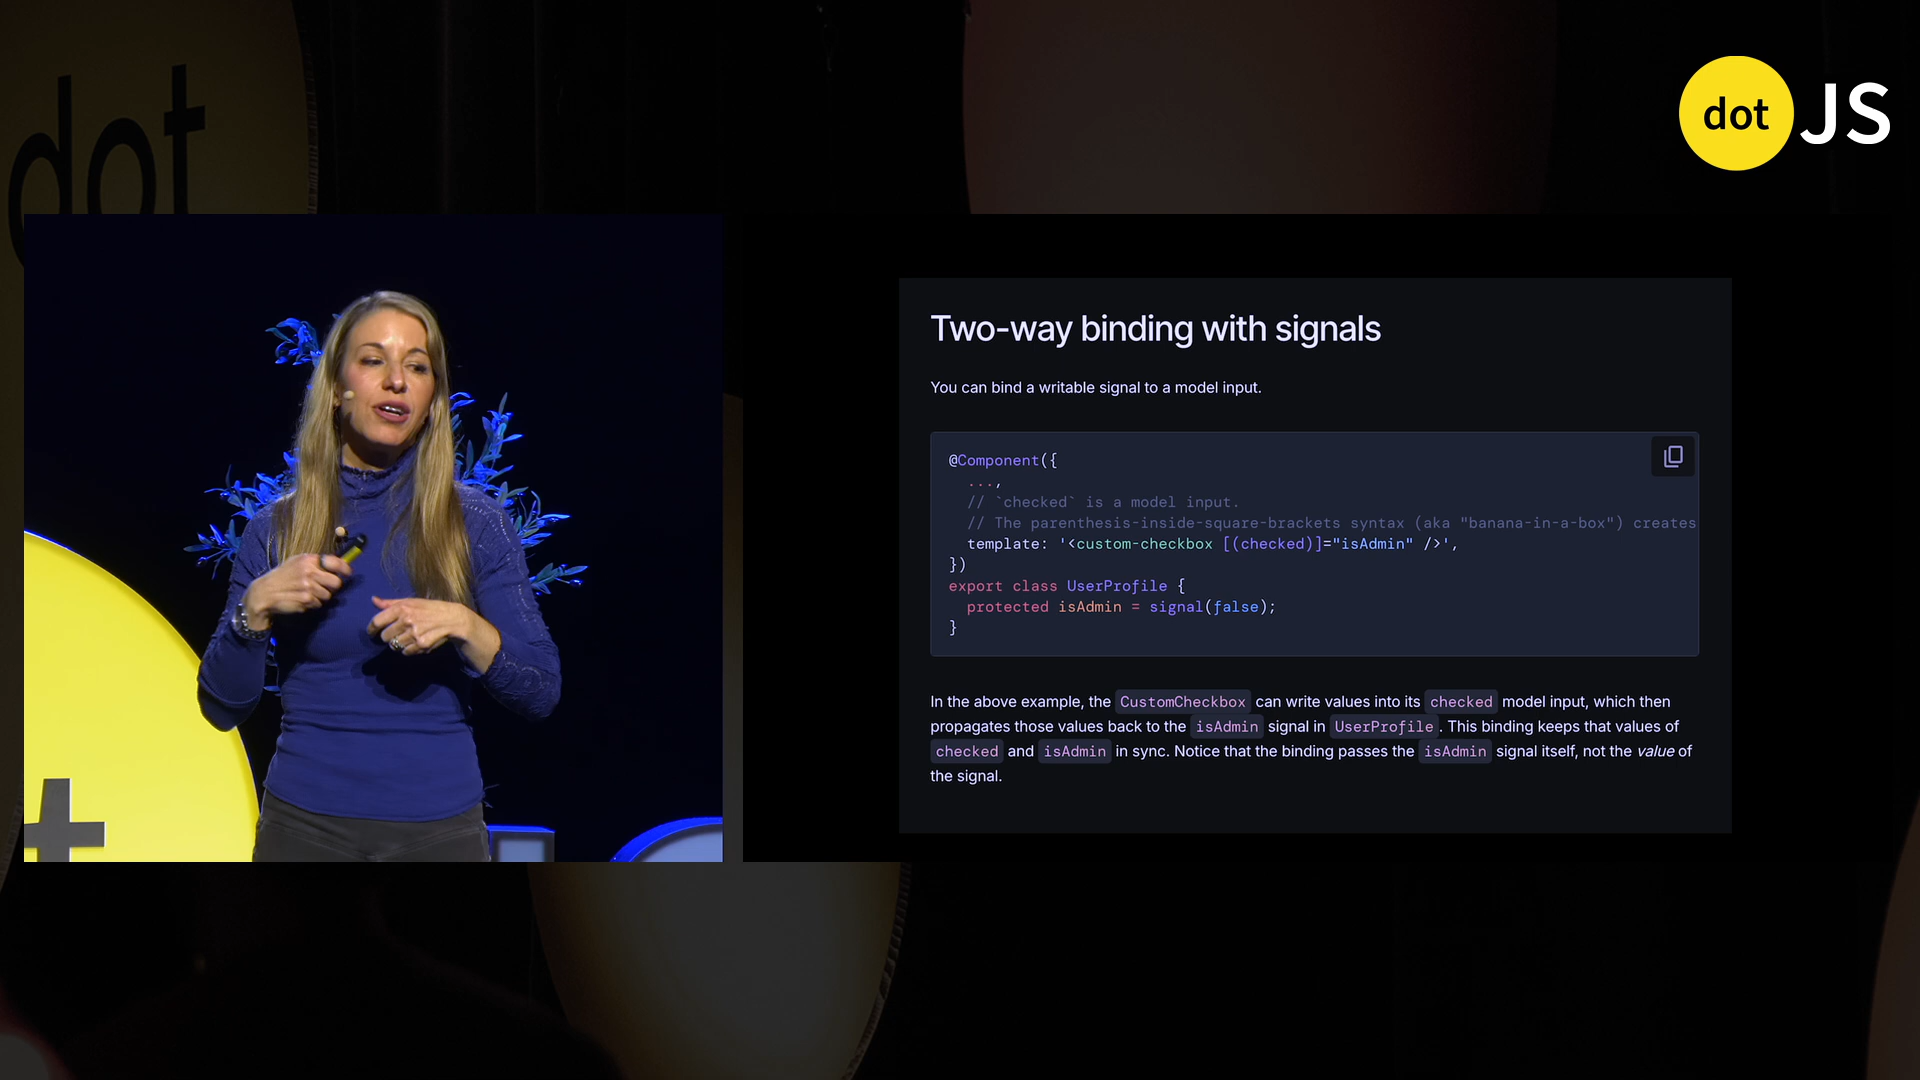 dot
dot JS
t
Two-way binding with signals
You can bind a writable signal to a model input.
@Component({
  ...,
  // `checked` is a model input.
  // The parenthesis-inside-square-brackets syntax (aka "banana-in-a-box") creates
  template: '<custom-checkbox [(checked)]="isAdmin" />',
})
export class UserProfile {
  protected isAdmin = signal(false);
}
In the above example, the CustomCheckbox can write values into its checked model input, which then
propagates those values back to the isAdmin signal in UserProfile. This binding keeps that values of
checked and isAdmin in sync. Notice that the binding passes the isAdmin signal itself, not the value of
the signal.